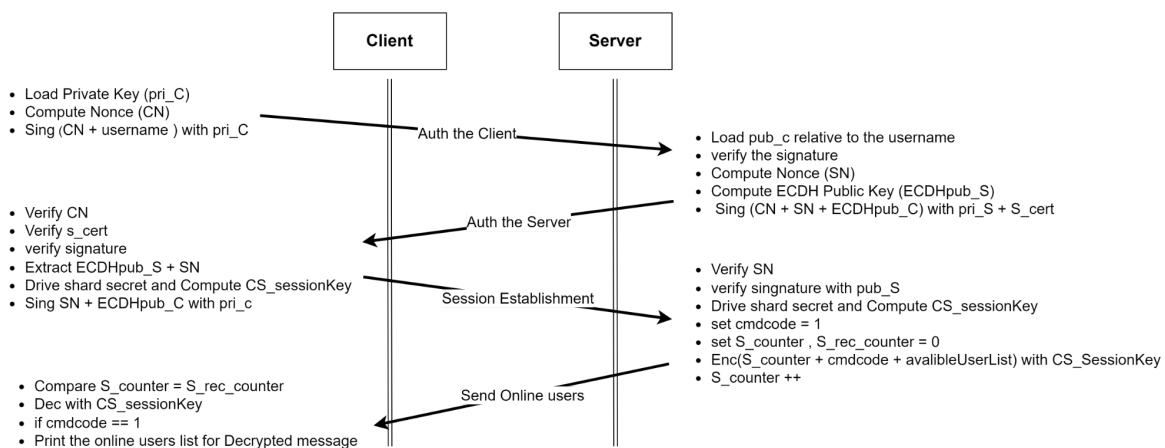 Client
Server
• Load Private Key (pri_C)
• Compute Nonce (CN)
• Sing (CN + username ) with pri_C
Auth the Client
• Load pub_c relative to the username
• verify the signature
• Compute Nonce (SN)
• Compute ECDH Public Key (ECDHpub_S)
• Sing (CN + SN + ECDHpub_C) with pri_S + S_cert
Auth the Server
• Verify CN
• Verify s_cert
• verify signature
• Extract ECDHpub_S + SN
• Drive shard secret and Compute CS_sessionKey
• Sing SN + ECDHpub_C with pri_c
Session Establishment
• Verify SN
• verify singnature with pub_S
• Drive shard secret and Compute CS_sessionKey
• set cmdcode = 1
• set S_counter , S_rec_counter = 0
• Enc(S_counter + cmdcode + avalibleUserList) with CS_SessionKey
• S_counter ++
Send Online users
• Compare S_counter = S_rec_counter
• Dec with CS_sessionKey
• if cmdcode == 1
• Print the online users list for Decrypted message